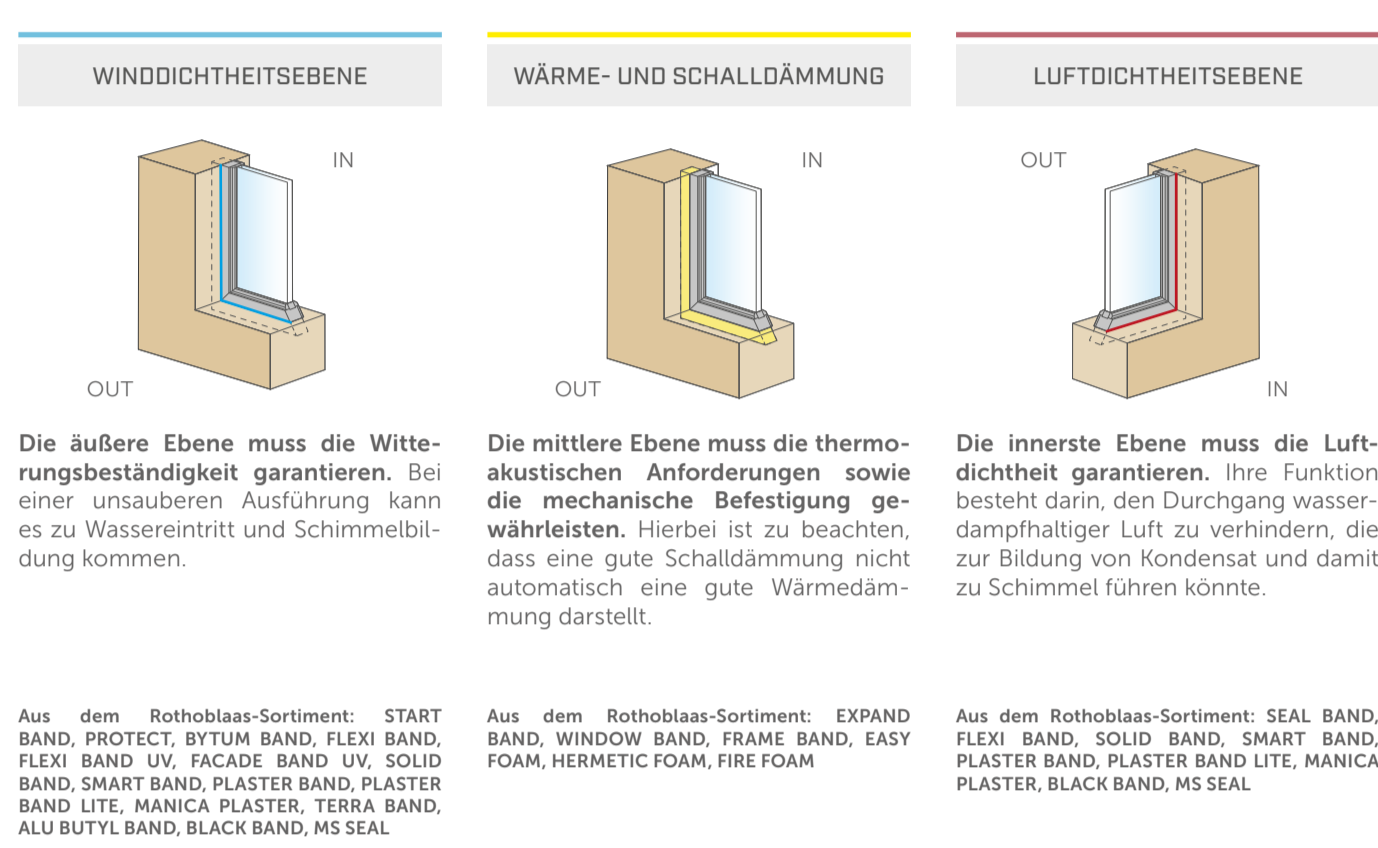 WINDDICHTHEITSEBENE
IN
OUT
Die äußere Ebene muss die Witte-
rungsbeständigkeit garantieren. Bei
einer unsauberen Ausführung kann
es zu Wassereintritt und Schimmelbil-
dung kommen.
Aus dem Rothoblaas-Sortiment: START
BAND, PROTECT, BYTUM BAND, FLEXI BAND,
FLEXI BAND UV, FACADE BAND UV, SOLID
BAND, SMART BAND, PLASTER BAND, PLASTER
BAND LITE, MANICA PLASTER, TERRA BAND,
ALU BUTYL BAND, BLACK BAND, MS SEAL
WÄRME- UND SCHALLDÄMMUNG
IN
OUT
Die mittlere Ebene muss die thermo-
akustischen Anforderungen sowie
die mechanische Befestigung ge-
währleisten. Hierbei ist zu beachten,
dass eine gute Schalldämmung nicht
automatisch eine gute Wärmedäm-
mung darstellt.
Aus dem Rothoblaas-Sortiment: EXPAND
BAND, WINDOW BAND, FRAME BAND, EASY
FOAM, HERMETIC FOAM, FIRE FOAM
LUFTDICHTHEITSEBENE
OUT
IN
Die innerste Ebene muss die Luft-
dichtheit garantieren. Ihre Funktion
besteht darin, den Durchgang wasser-
dampfhaltiger Luft zu verhindern, die
zur Bildung von Kondensat und damit
zu Schimmel führen könnte.
Aus dem Rothoblaas-Sortiment: SEAL BAND,
FLEXI BAND, SOLID BAND, SMART BAND,
PLASTER BAND, PLASTER BAND LITE, MANICA
PLASTER, BLACK BAND, MS SEAL